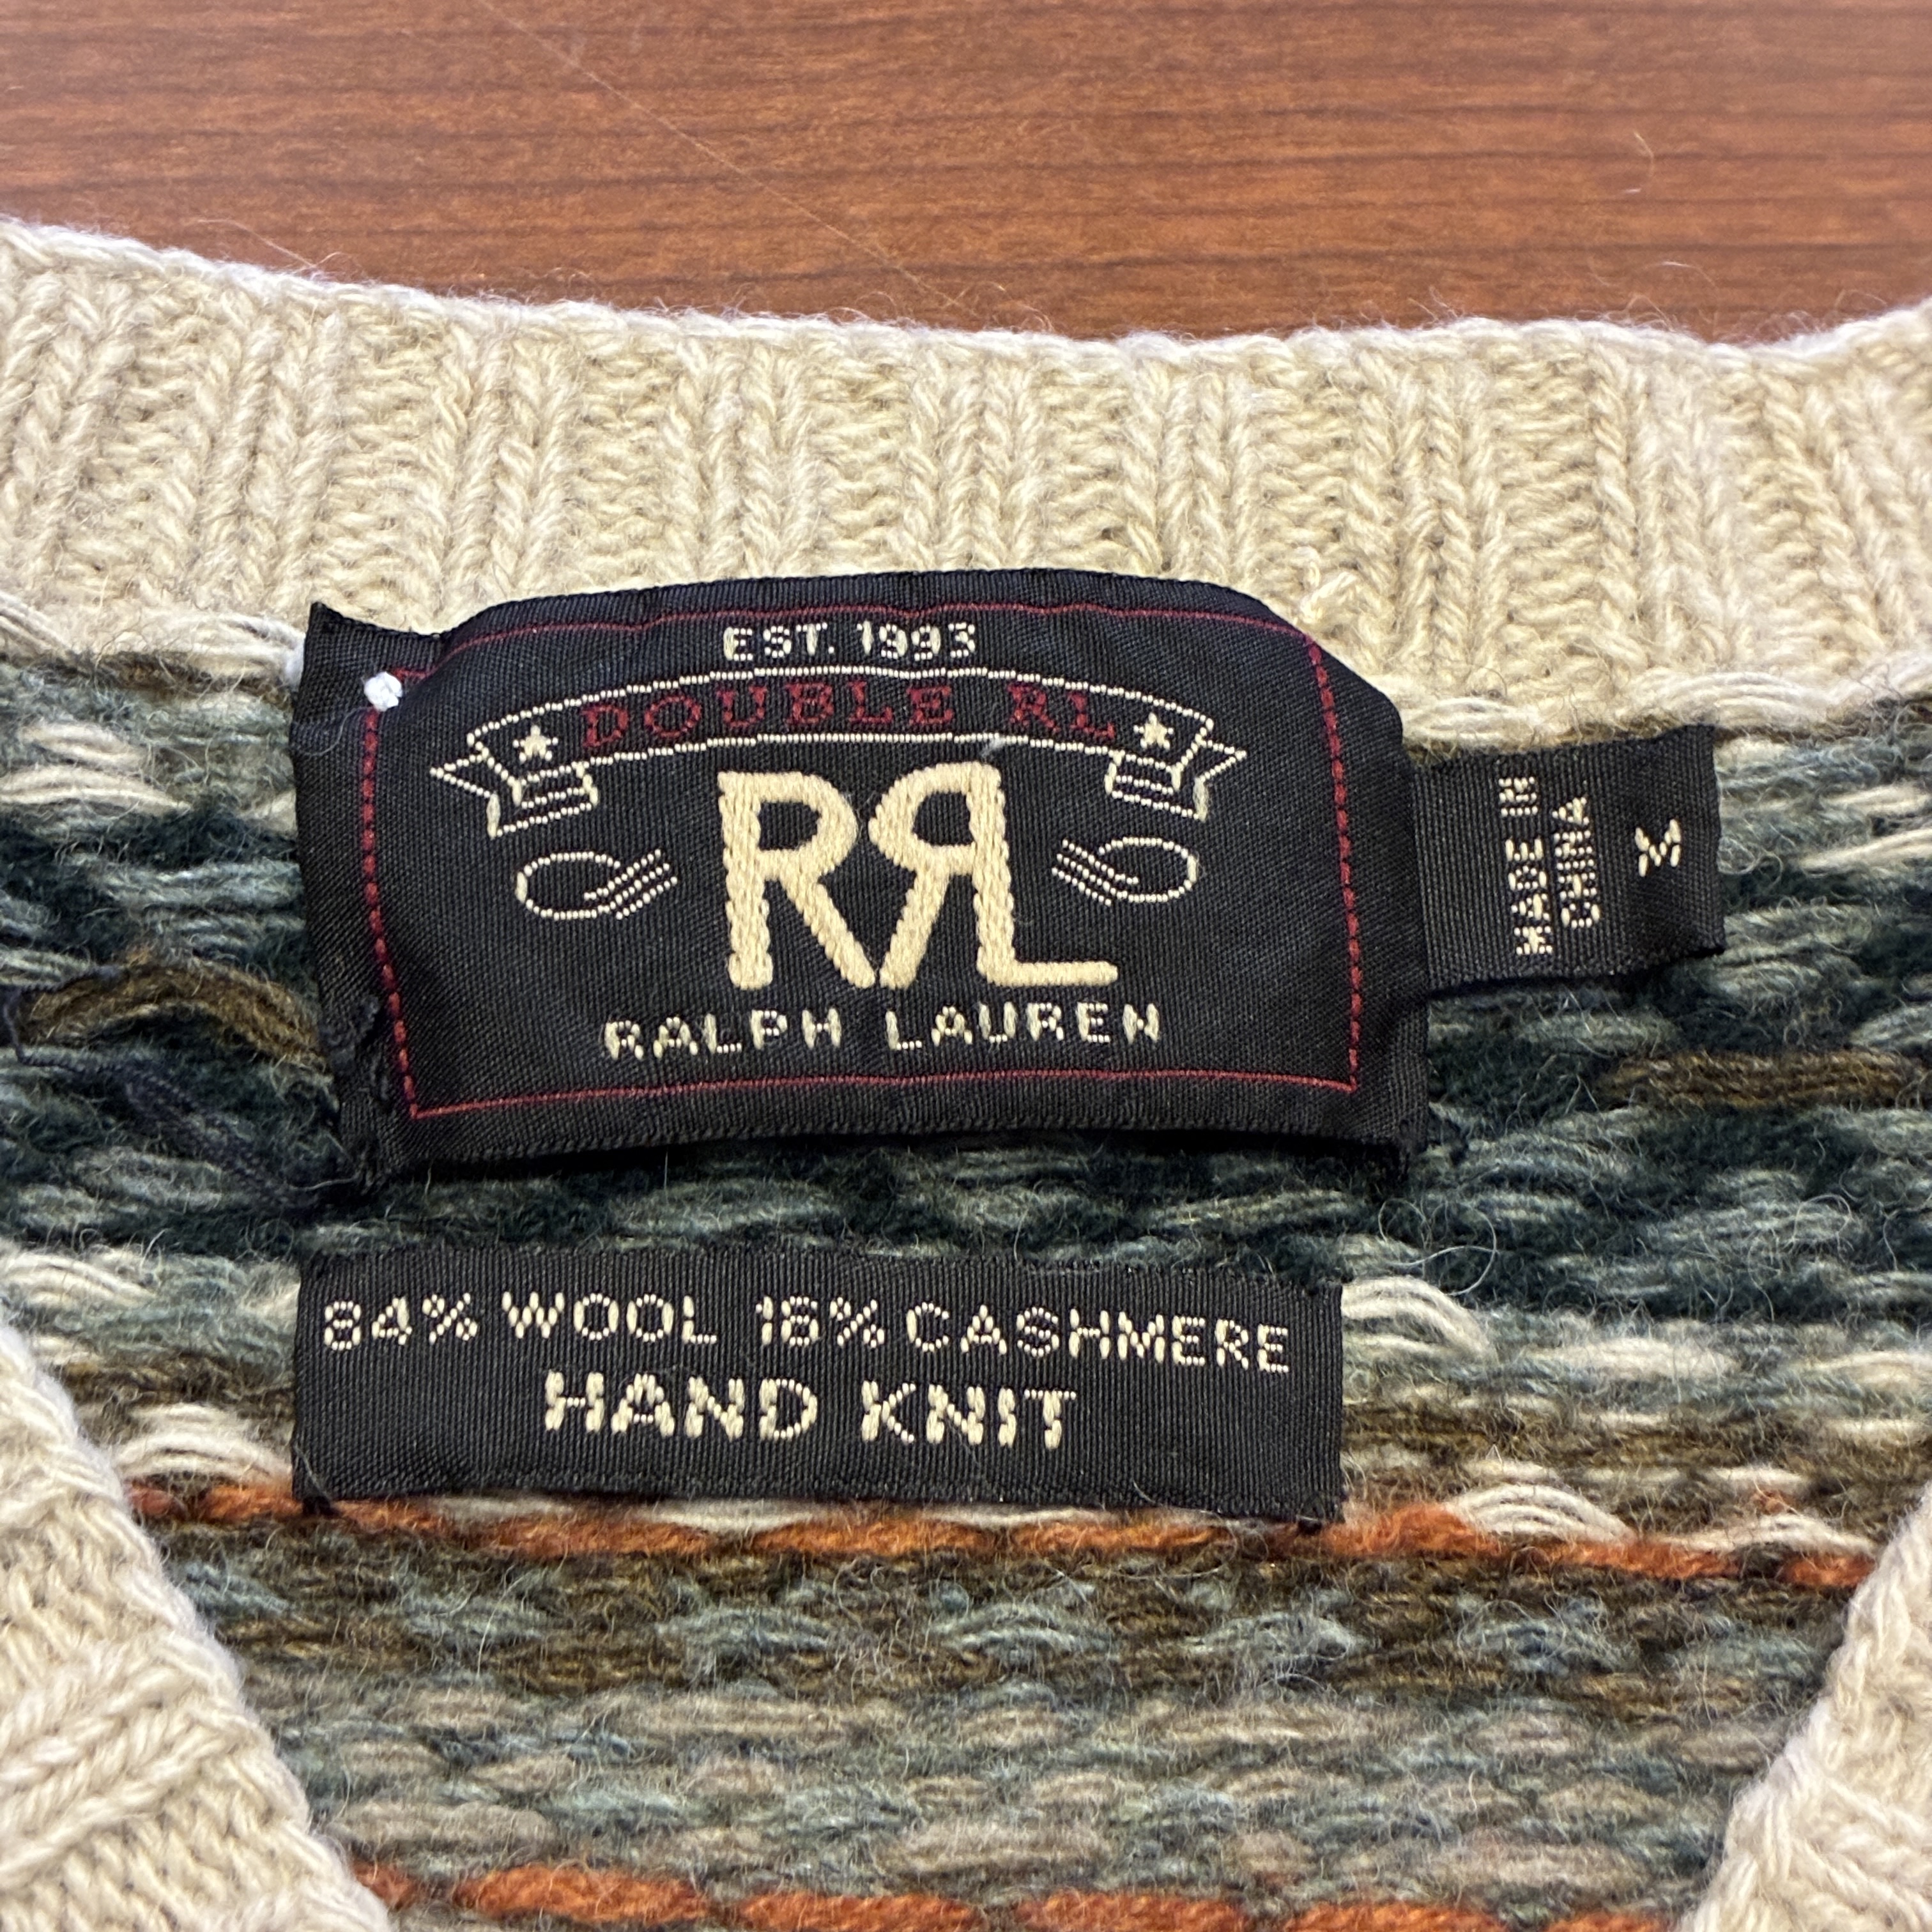 EST. 1993
DOUBLE RL
RRL
RALPH LAUREN
MADE IN
CHINA
M
84% WOOL 16% CASHMERE
HAND KNIT